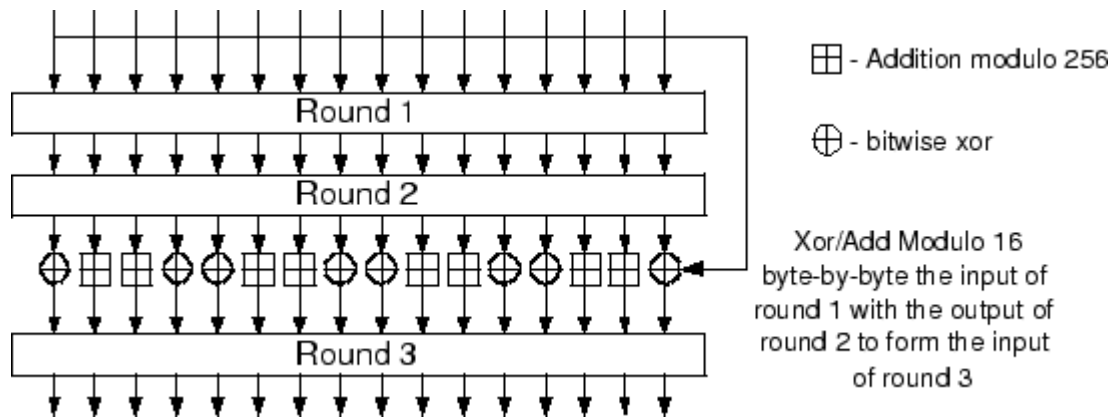 - Addition modulo 256
Round 1
- bitwise xor
Round 2
Xor/Add Modulo 16
byte-by-byte the input of
round 1 with the output of
round 2 to form the input
of round 3
Round 3